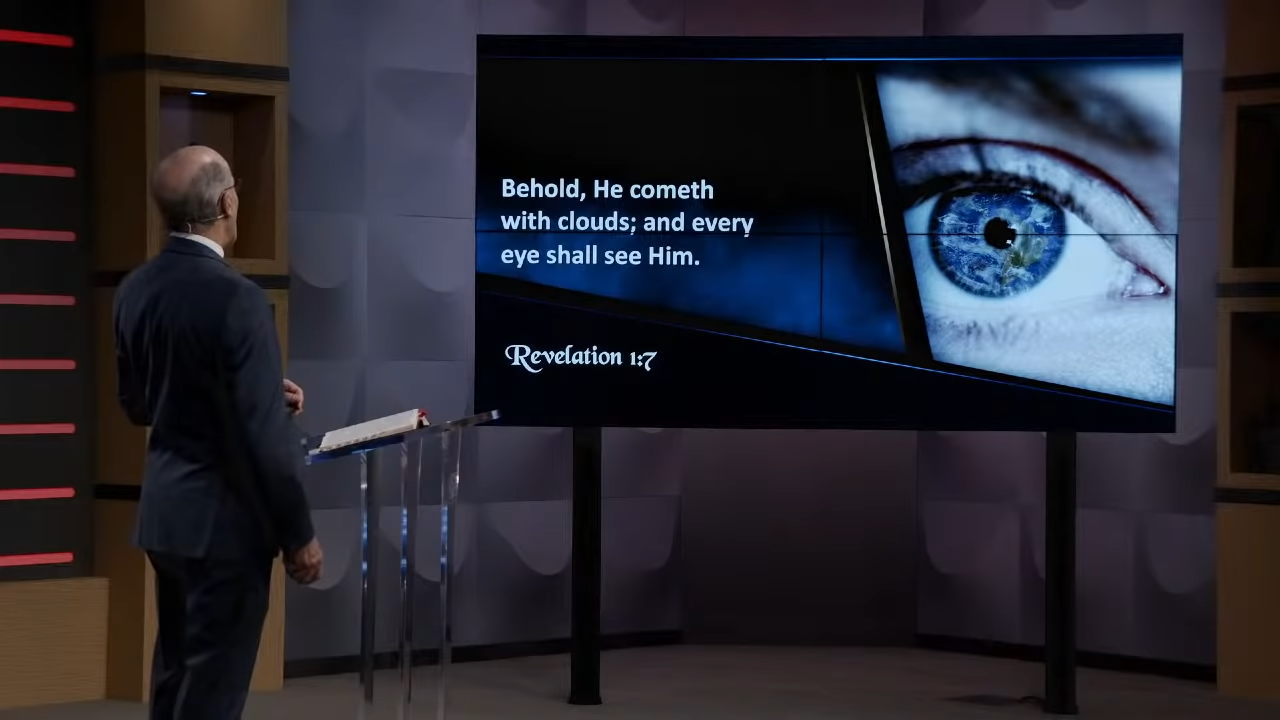 Behold, He cometh
with clouds; and every
eye shall see Him.
Revelation 1:7